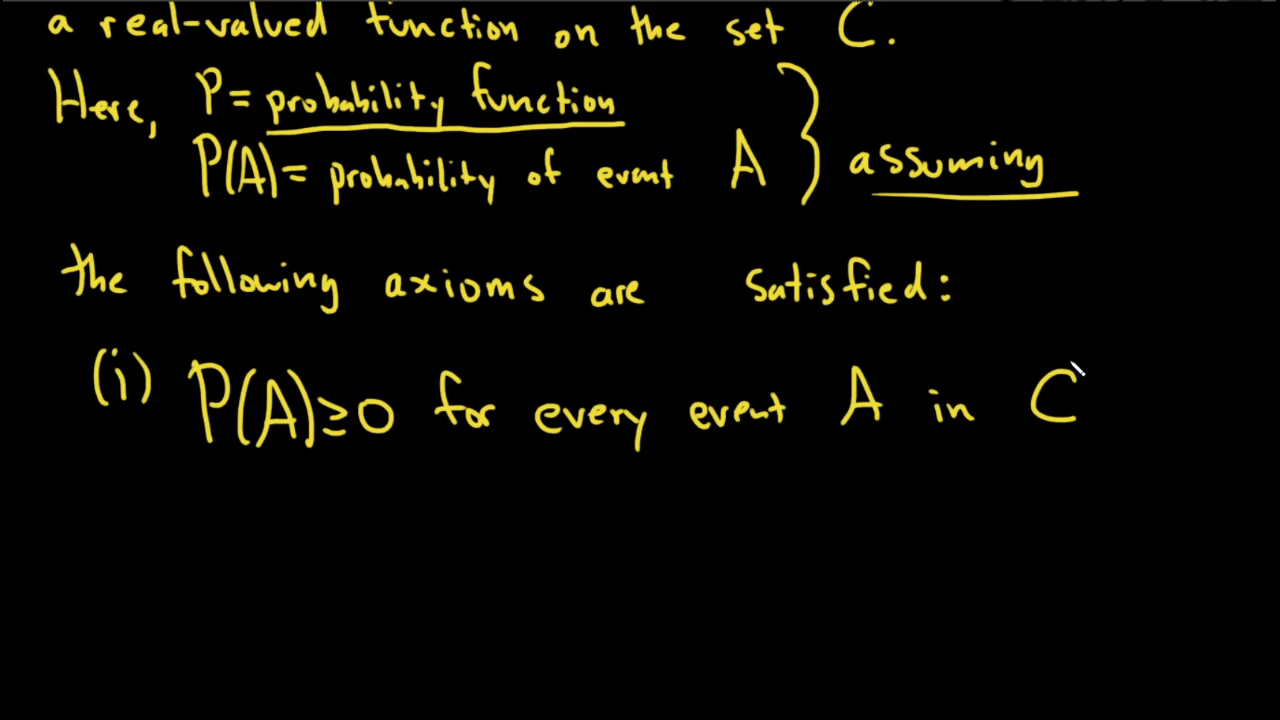 a real-valued function on the set C.
Here, P = probability function
P(A) = probability of event A } assuming
the following axioms are satisfied:
(i) P(A) ≥ 0 for every event A in C